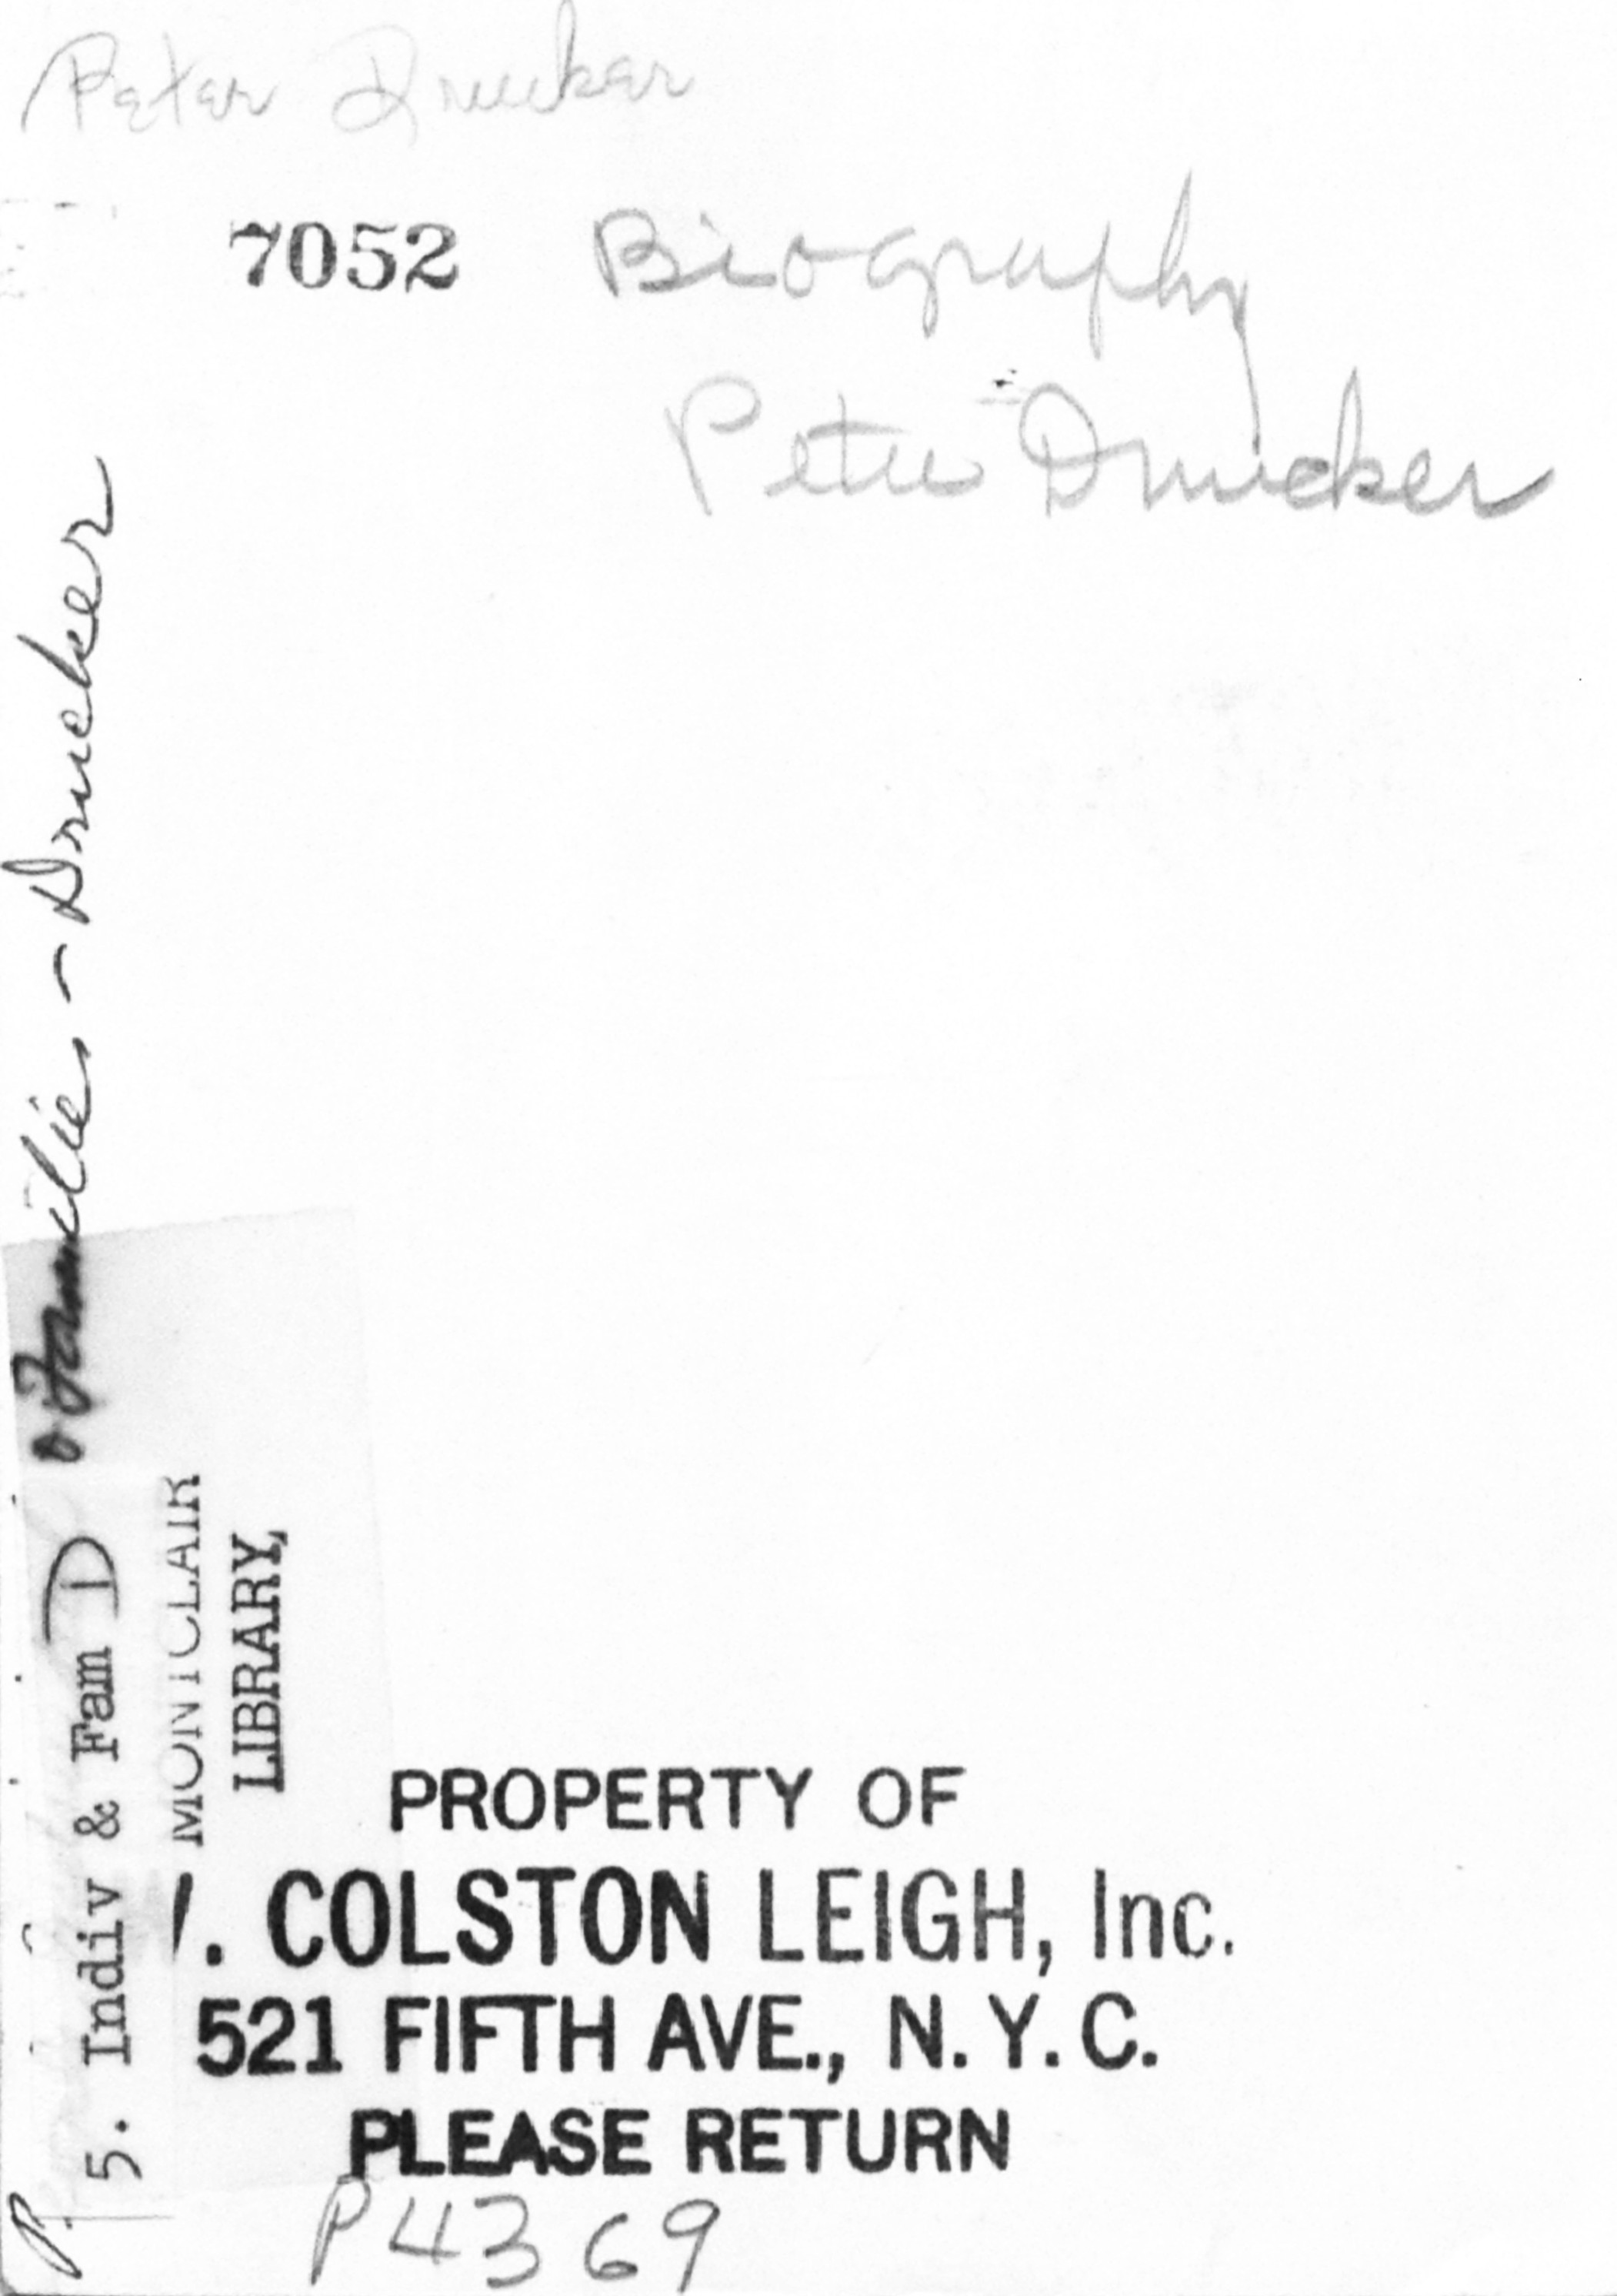 Peter Drucker
7052 Biography
Peter Drucker
& Families - Drucker
5. Indiv & Fam D
MONTCLAIR
LIBRARY,
PROPERTY OF
. COLSTON LEIGH, Inc.
521 FIFTH AVE., N.Y.C.
PLEASE RETURN
P4369